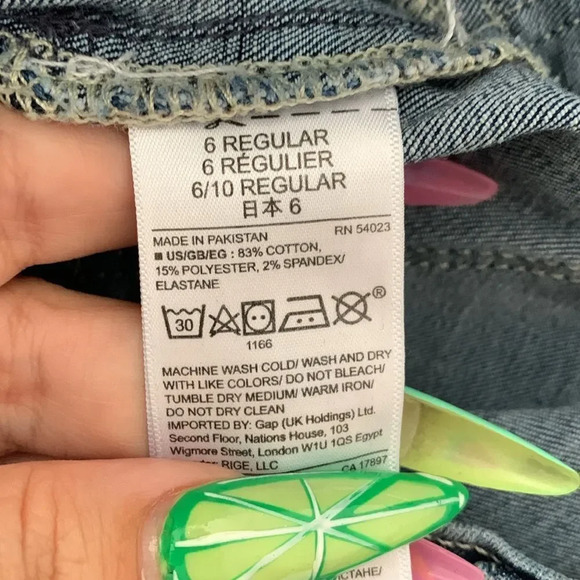 6 REGULAR
6 RÉGULIER
6/10 REGULAR
日本 6
MADE IN PAKISTAN RN 54023
■ US/GB/EG : 83% COTTON,
15% POLYESTER, 2% SPANDEX/
ELASTANE
30 ®
1166
MACHINE WASH COLD/ WASH AND DRY
WITH LIKE COLORS/ DO NOT BLEACH/
TUMBLE DRY MEDIUM/ WARM IRON/
DO NOT DRY CLEAN
IMPORTED BY: Gap (UK Holdings) Ltd.
Second Floor, Nations House, 103
Wigmore Street, London W1U 1QS Egypt
RIGE, LLC
CA 17897